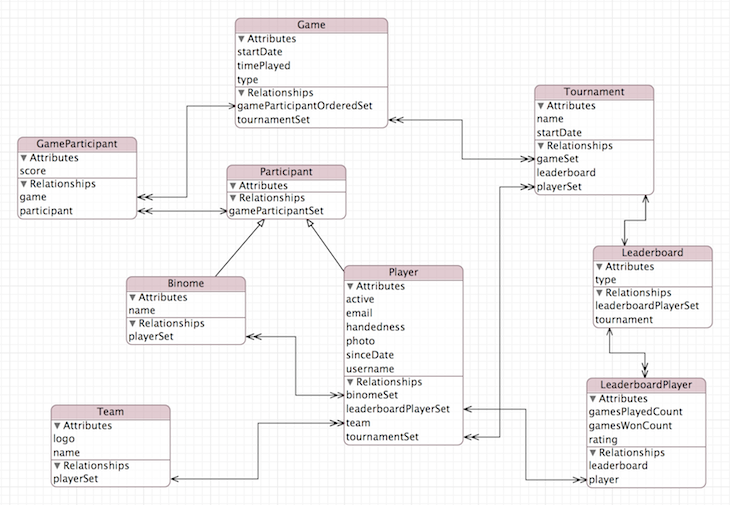 Game
▼ Attributes
startDate
timePlayed
type
▼ Relationships
gameParticipantOrderedSet
tournamentSet
Tournament
▼ Attributes
name
startDate
▼ Relationships
gameSet
leaderboard
playerSet
GameParticipant
▼ Attributes
score
▼ Relationships
game
participant
Participant
▼ Attributes
▼ Relationships
gameParticipantSet
Leaderboard
▼ Attributes
type
▼ Relationships
leaderboardPlayerSet
tournament
Binome
▼ Attributes
name
▼ Relationships
playerSet
Player
▼ Attributes
active
email
handedness
photo
sinceDate
username
▼ Relationships
binomeSet
leaderboardPlayerSet
team
tournamentSet
LeaderboardPlayer
▼ Attributes
gamesPlayedCount
gamesWonCount
rating
▼ Relationships
leaderboard
player
Team
▼ Attributes
logo
name
▼ Relationships
playerSet